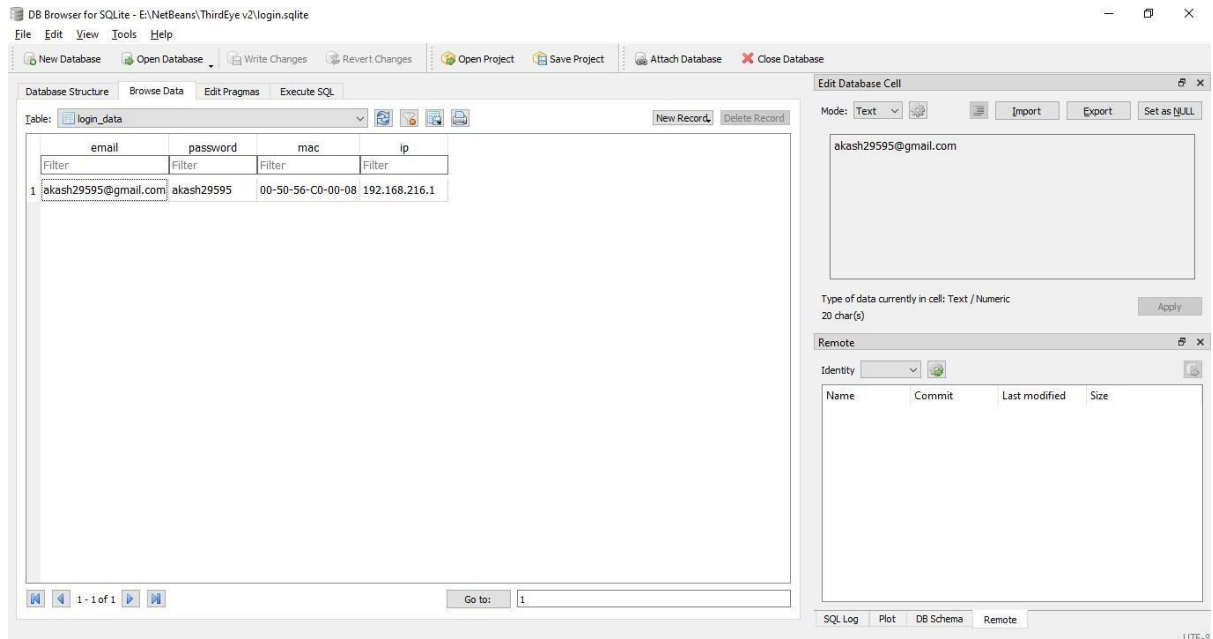 DB Browser for SQLite - E:\NetBeans\ThirdEye v2\login.sqlite
File Edit View Tools Help
New Database Open Database Write Changes Revert Changes Open Project Save Project Attach Database Close Database
Database Structure Browse Data Edit Pragmas Execute SQL
Table: login_data New Record Delete Record
email password mac ip
Filter Filter Filter Filter
1 akash29595@gmail.com akash29595 00-50-56-C0-00-08 192.168.216.1
1 - 1 of 1 Go to: 1
Edit Database Cell
Mode: Text Import Export Set as NULL
akash29595@gmail.com
Type of data currently in cell: Text / Numeric
20 char(s)
Apply
Remote
Identity
Name Commit Last modified Size
SQL Log Plot DB Schema Remote
UTF-8